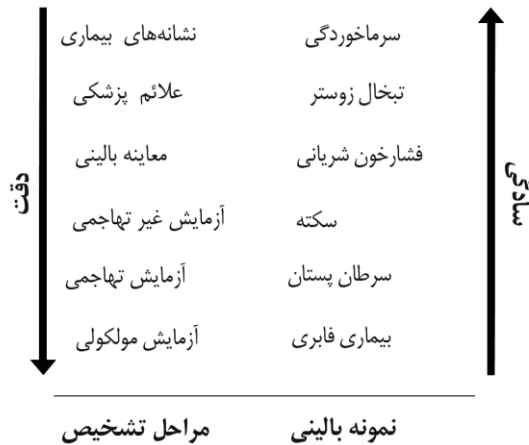 سرماخوردگی نشانه‌های بیماری
تبخال زوستر علائم پزشکی
فشارخون شریانی معاینه بالینی
سکته آزمایش غیر تهاجمی
سرطان پستان آزمایش تهاجمی
بیماری فابری آزمایش مولکولی
سادگی
دقت
نمونه بالینی مراحل تشخیص